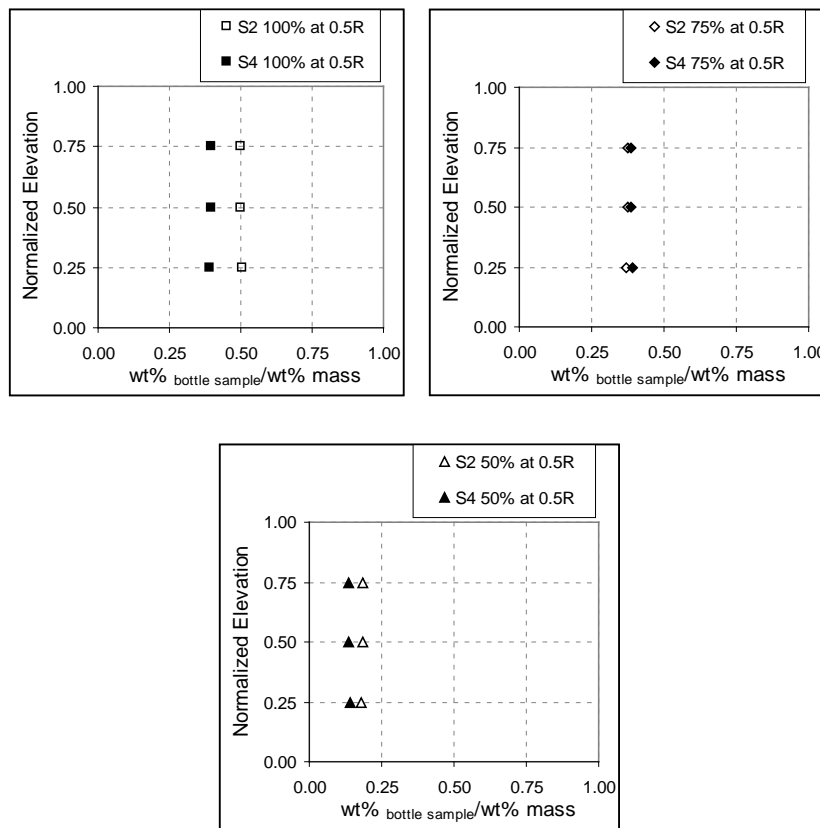 S2 100% at 0.5R
S4 100% at 0.5R
1.00
0.75
0.50
0.25
0.00
Normalized Elevation
0.00 0.25 0.50 0.75 1.00
wt% bottle sample/wt% mass
S2 75% at 0.5R
S4 75% at 0.5R
1.00
0.75
0.50
0.25
0.00
Normalized Elevation
0.00 0.25 0.50 0.75 1.00
wt% bottle sample/wt% mass
S2 50% at 0.5R
S4 50% at 0.5R
1.00
0.75
0.50
0.25
0.00
Normalized Elevation
0.00 0.25 0.50 0.75 1.00
wt% bottle sample/wt% mass